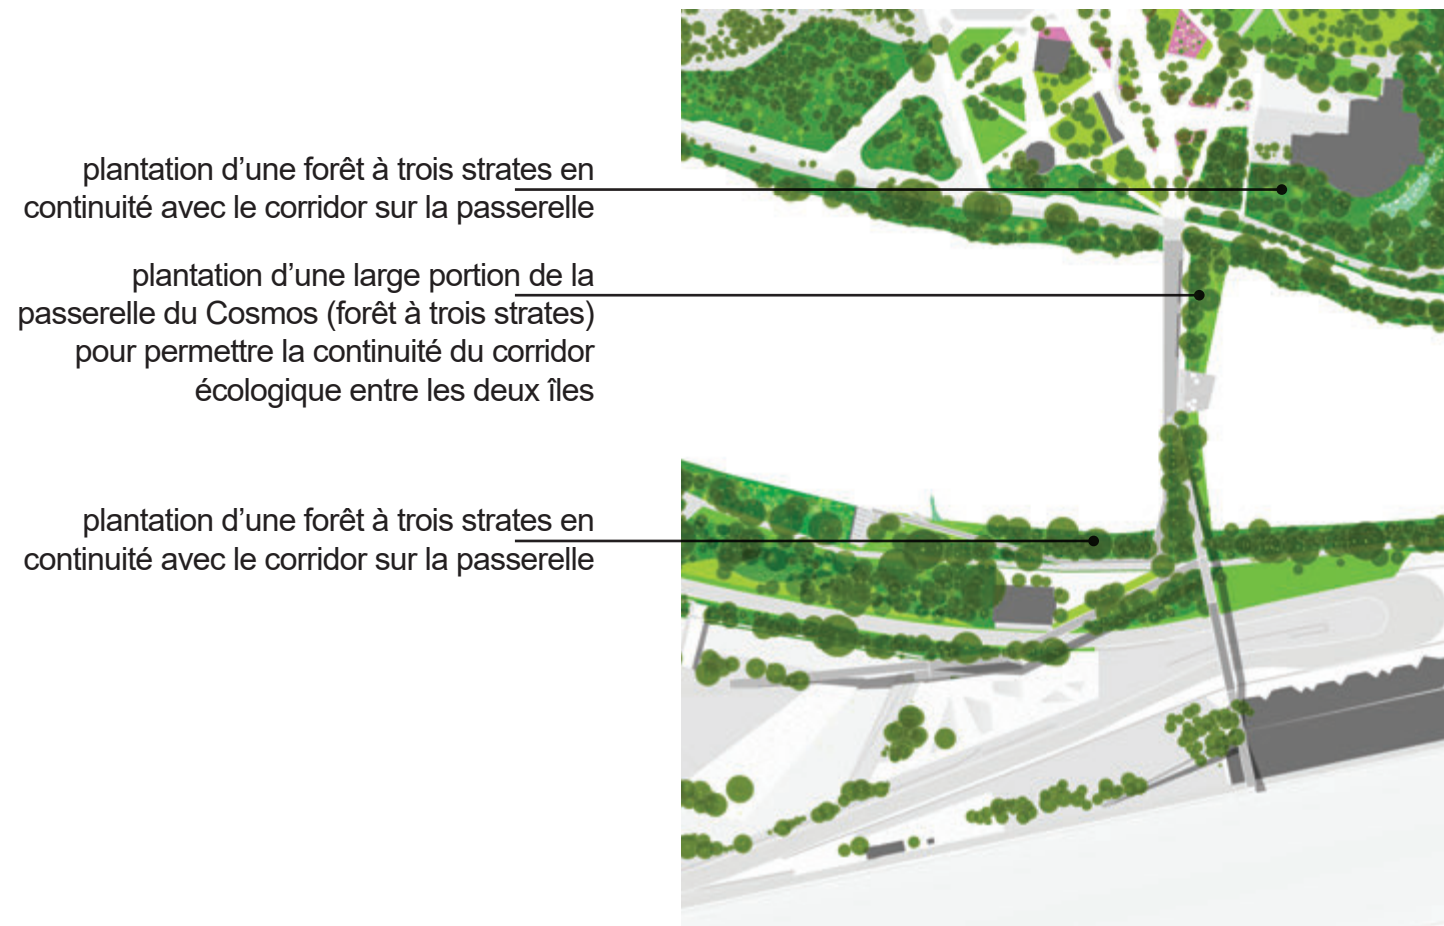 plantation d’une forêt à trois strates en
continuité avec le corridor sur la passerelle
plantation d’une large portion de la
passerelle du Cosmos (forêt à trois strates)
pour permettre la continuité du corridor
écologique entre les deux îles
plantation d’une forêt à trois strates en
continuité avec le corridor sur la passerelle